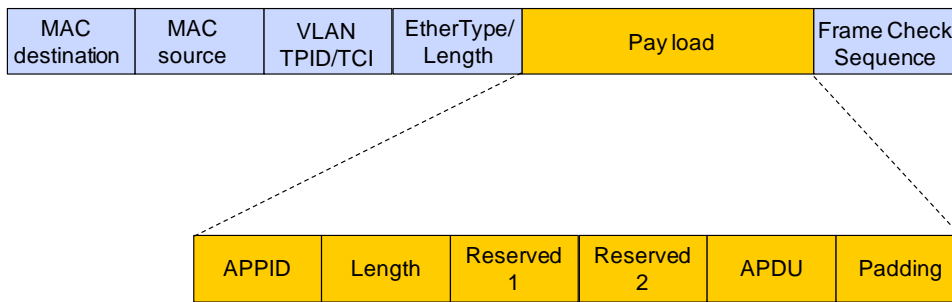 MAC destination
MAC source
VLAN TPID/TCI
EtherType/ Length
Pay load
Frame Check Sequence
APPID
Length
Reserved 1
Reserved 2
APDU
Padding